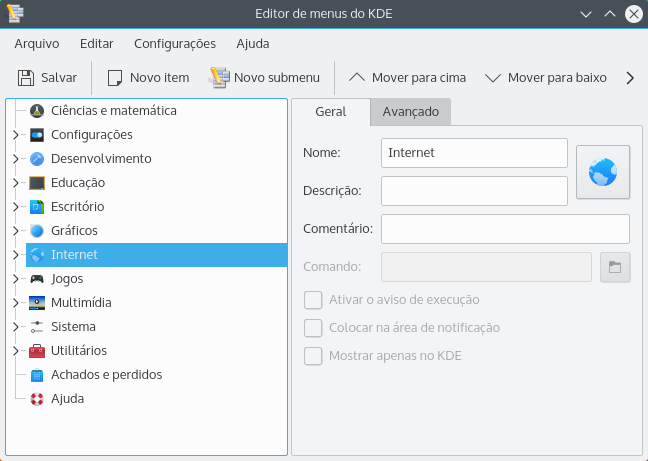 Editor de menus do KDE
Arquivo Editar Configurações Ajuda
Salvar Novo item Novo submenu Mover para cima Mover para baixo
Ciências e matemática
Configurações
Desenvolvimento
Educação
Escritório
Gráficos
Internet
Jogos
Multimídia
Sistema
Utilitários
Achados e perdidos
Ajuda
Geral Avançado
Nome: Internet
Descrição:
Comentário:
Comando:
Ativar o aviso de execução
Colocar na área de notificação
Mostrar apenas no KDE